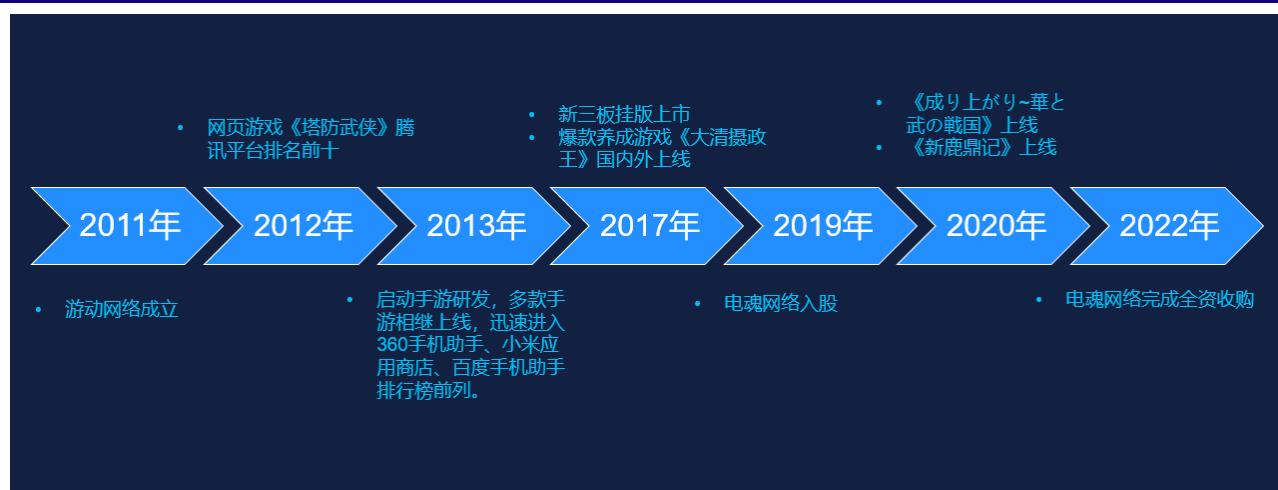 网页游戏《塔防武侠》腾
讯平台排名前十
新三板挂版上市
爆款养成游戏《大清摄政
王》国内外上线
《成り上がり~華と
武の戦国》上线
《新鹿鼎记》上线
2011年
2012年
2013年
2017年
2019年
2020年
2022年
游动网络成立
启动手游研发，多款手
游相继上线，迅速进入
360手机助手、小米应
用商店、百度手机助手
排行榜前列。
电魂网络入股
电魂网络完成全资收购